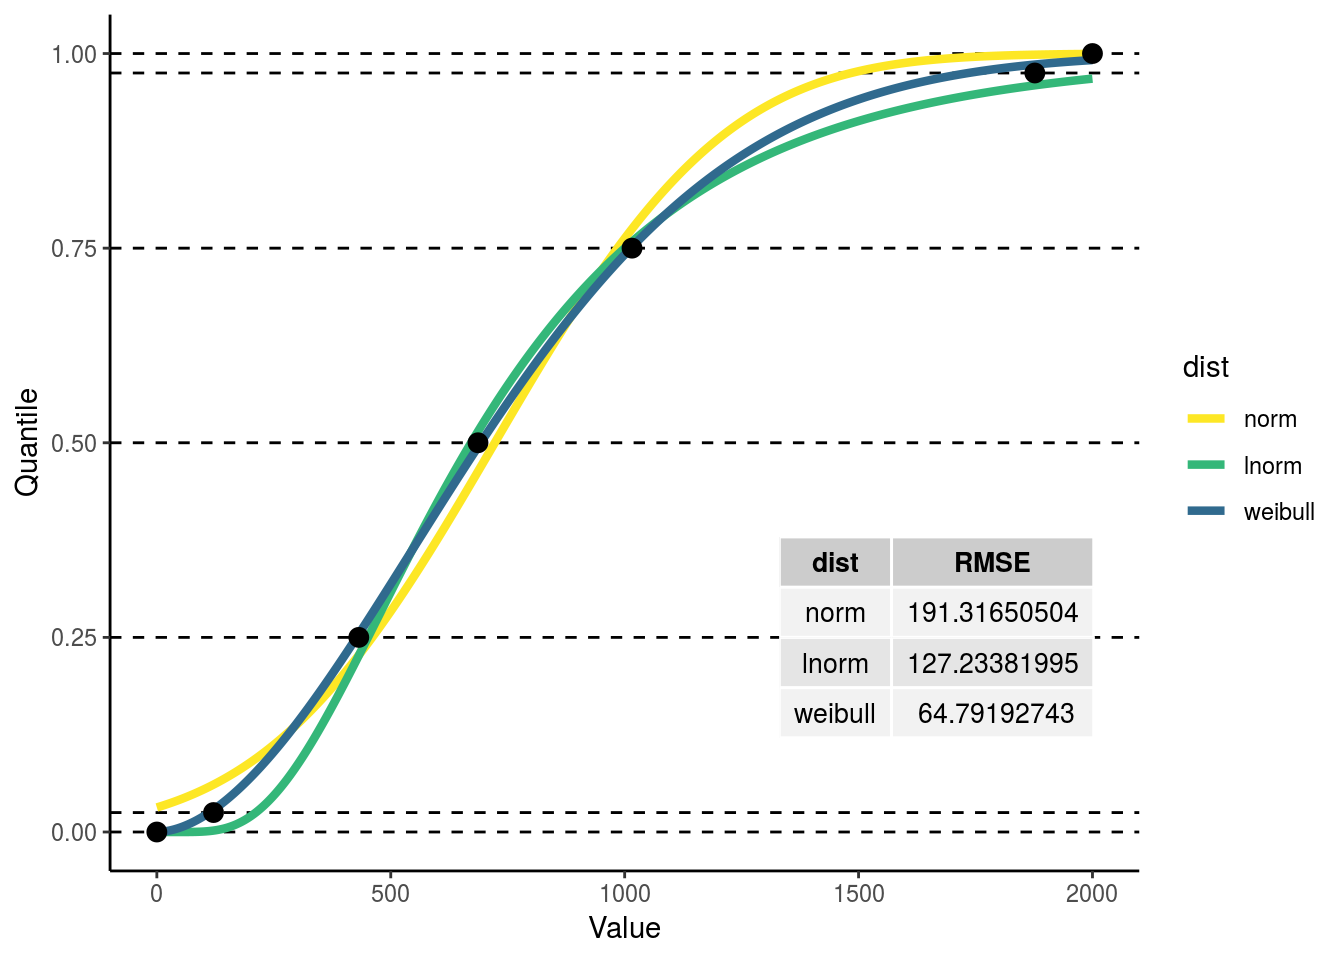 1.00
0.75
0.50
0.25
0.00
Quantile
0 500 1000 1500 2000
Value
dist
norm
lnorm
weibull
dist RMSE
norm 191.31650504
lnorm 127.23381995
weibull 64.79192743